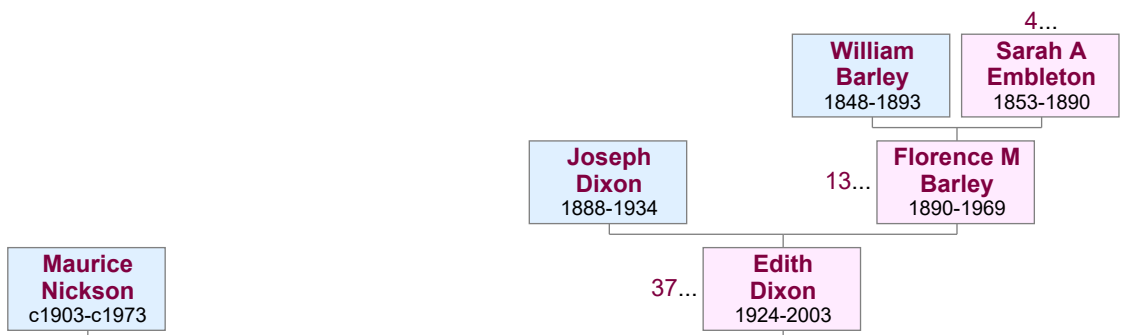 4...
William
Barley
1848-1893
Sarah A
Embleton
1853-1890
Joseph
Dixon
1888-1934
13...
Florence M
Barley
1890-1969
Maurice
Nickson
c1903-c1973
37...
Edith
Dixon
1924-2003